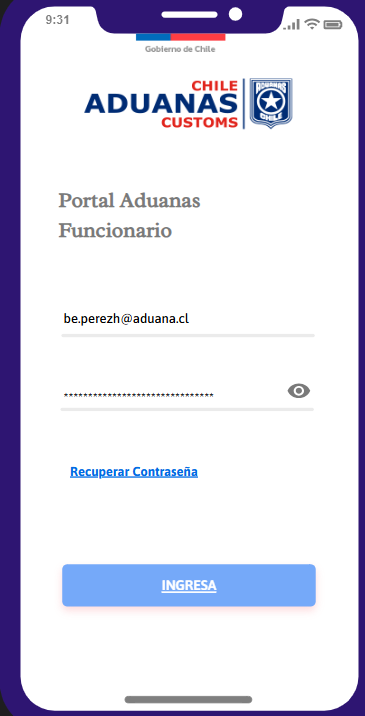 9:31
Gobierno de Chile
CHILE
ADUANAS
CUSTOMS
ADUANAS
CHILE
Portal Aduanas
Funcionario
be.perezh@aduana.cl
*******************************
Recuperar Contraseña
INGRESA